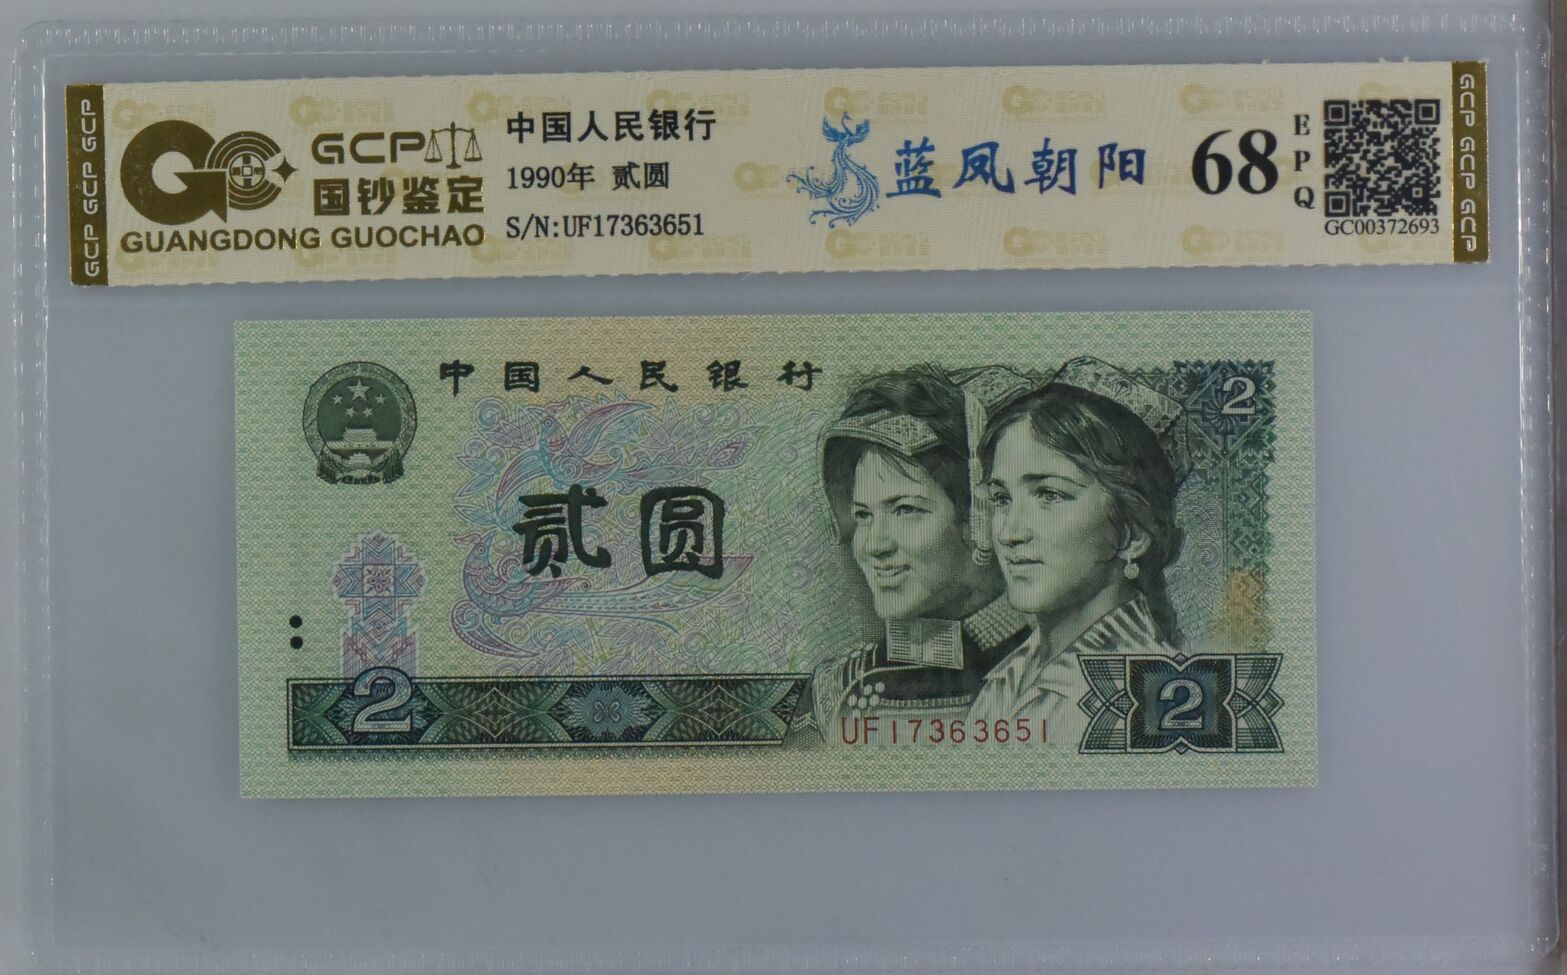 GCP GCP GCP
GCP
国钞鉴定
GUANGDONG GUOCHAO
中国人民银行
1990年 贰圆
S/N:UF17363651
蓝凤朝阳
68
EPQ
GC00372693
GCP GCP GCP
中国人民银行
2
贰圆
2
UF17363651
2